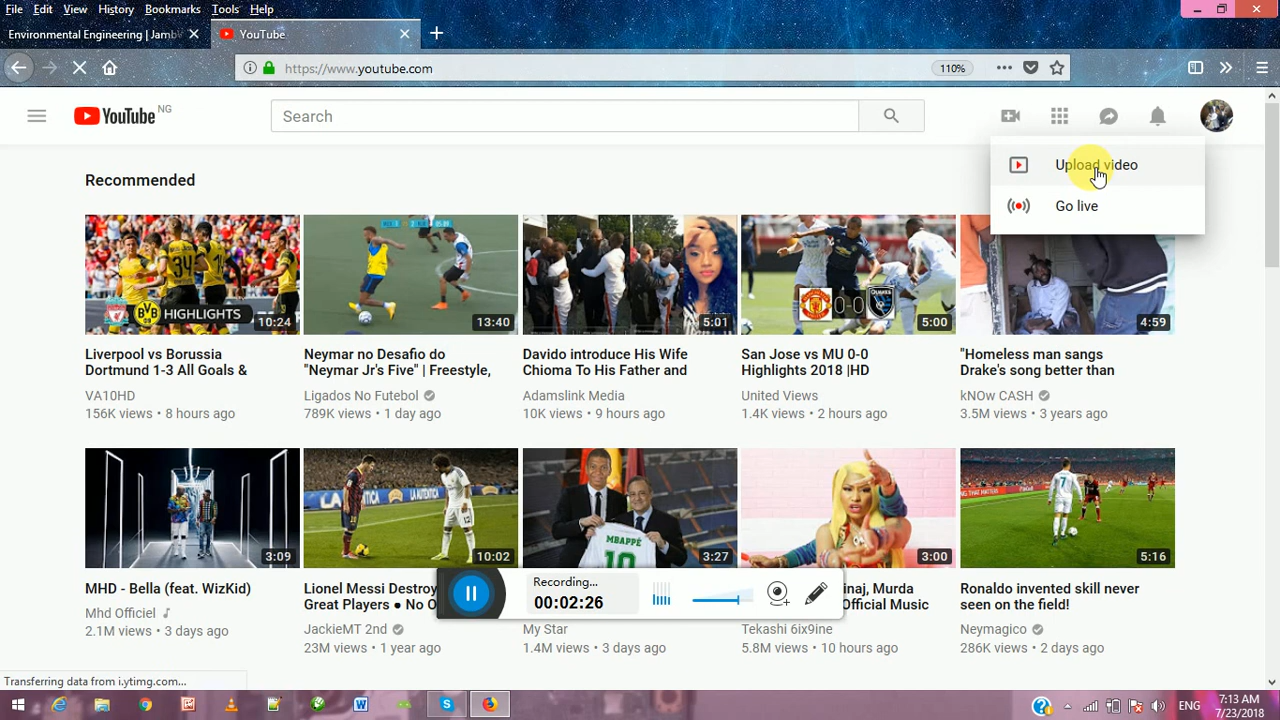 File Edit View History Bookmarks Tools Help
Environmental Engineering | Jamb
YouTube
https://www.youtube.com
110%
YouTube NG
Search
Upload video
Go live
Recommended
HIGHLIGHTS
10:24
13:40
5:01
0-0
5:00
4:59
Liverpool vs Borussia
Dortmund 1-3 All Goals &
VA10HD
156K views • 8 hours ago
Neymar no Desafio do
"Neymar Jr's Five" | Freestyle,
Ligados No Futebol
789K views • 1 day ago
Davido introduce His Wife
Chioma To His Father and
Adamslink Media
10K views • 9 hours ago
San Jose vs MU 0-0
Highlights 2018 |HD
United Views
1.4K views • 2 hours ago
"Homeless man sangs
Drake's song better than
kNOw CASH
3.5M views • 3 years ago
3:09
10:02
MBAPPÉ
3:27
3:00
7
5:16
MHD - Bella (feat. WizKid)
Mhd Officiel
2.1M views • 3 days ago
Lionel Messi Destroy
Great Players ● No
JackieMT 2nd
23M views • 1 year ago
My Star
1.4M views • 3 days ago
Murda
Official Music
Tekashi 6ix9ine
5.8M views • 10 hours ago
Ronaldo invented skill never
seen on the field!
Neymagico
286K views • 2 days ago
Recording...
00:02:26
Transferring data from i.ytimg.com...
ENG
7:13 AM
7/23/2018